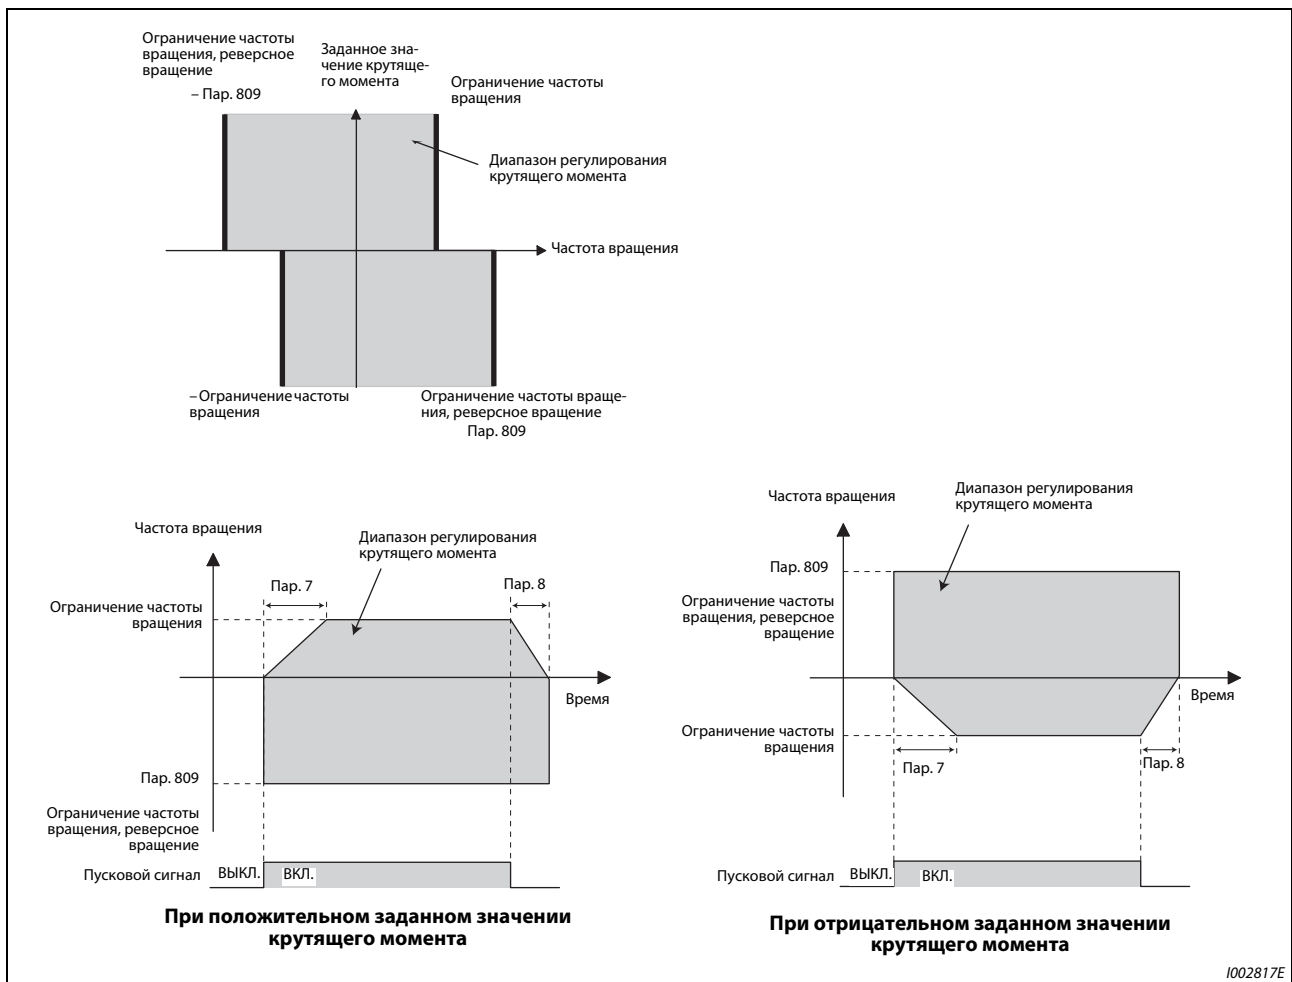 Ограничение частоты
вращения, реверсное
вращение
– Пар. 809
Заданное зна-
чение крутяще-
го момента
Ограничение частоты
вращения
Диапазон регулирования
крутящего момента
Частота вращения
– Ограничение частоты
вращения
Ограничение частоты враще-
ния, реверсное вращение
Пар. 809
Частота вращения
Диапазон регулирования
крутящего момента
Пар. 7
Пар. 8
Ограничение частоты
вращения
Время
Пар. 809
Ограничение частоты
вращения, реверсное
вращение
Пусковой сигнал
ВЫКЛ.
ВКЛ.
При положительном заданном значении
крутящего момента
Частота вращения
Диапазон регулирования
крутящего момента
Пар. 809
Ограничение частоты
вращения, реверсное
вращение
Время
Ограничение частоты
вращения
Пар. 7
Пар. 8
Пусковой сигнал
ВЫКЛ.
ВКЛ.
При отрицательном заданном значении
крутящего момента
I002817E